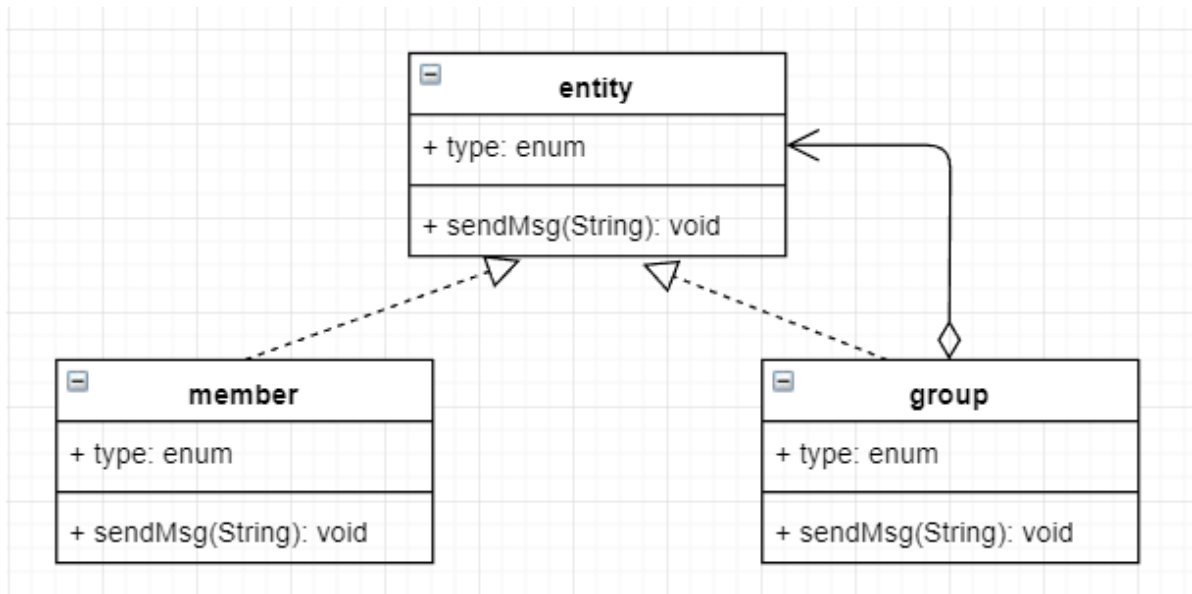 entity
+ type: enum
+ sendMsg(String): void
member
+ type: enum
+ sendMsg(String): void
group
+ type: enum
+ sendMsg(String): void